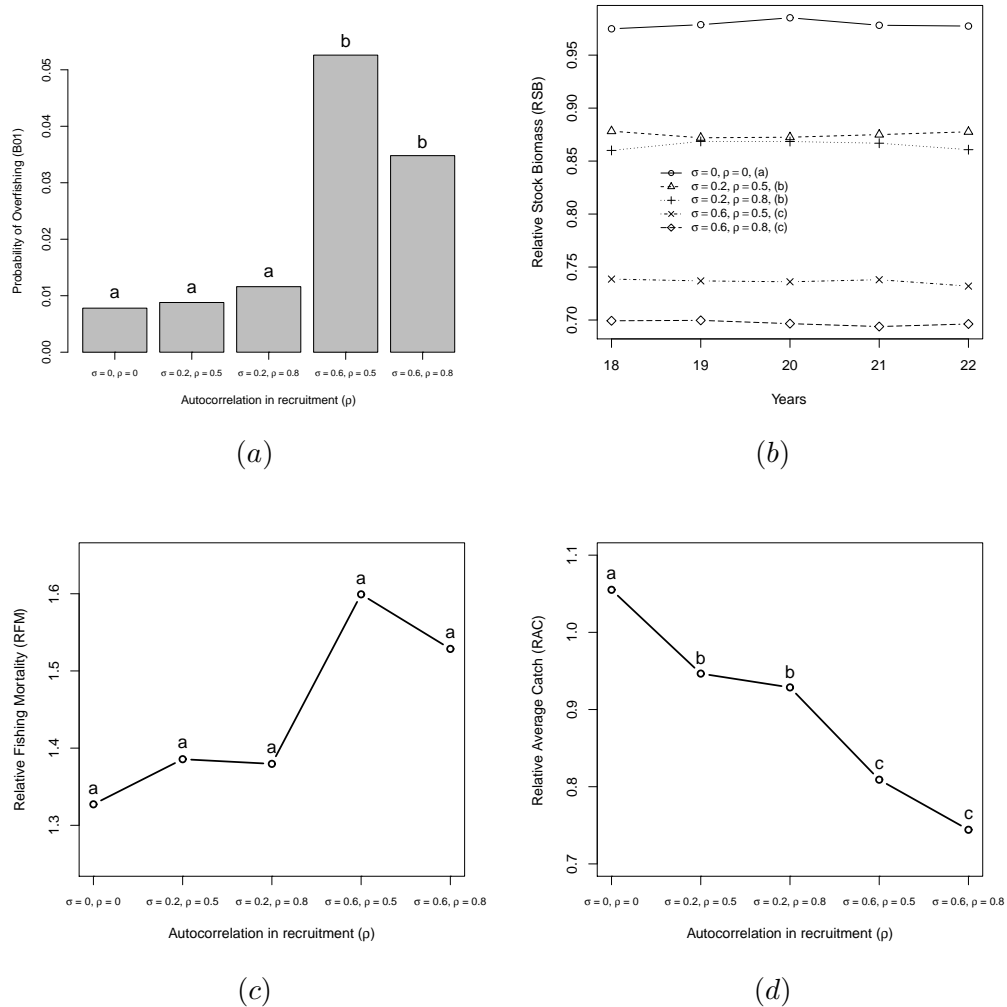 Probability of Overfishing (B01)
0.00
0.01
0.02
0.03
0.04
0.05
a
a
a
b
b
σ = 0, ρ = 0
σ = 0.2, ρ = 0.5
σ = 0.2, ρ = 0.8
σ = 0.6, ρ = 0.5
σ = 0.6, ρ = 0.8
Autocorrelation in recruitment (ρ)
(a)
Relative Stock Biomass (RSB)
0.70
0.75
0.80
0.85
0.90
0.95
σ = 0, ρ = 0, (a)
σ = 0.2, ρ = 0.5, (b)
σ = 0.2, ρ = 0.8, (b)
σ = 0.6, ρ = 0.5, (c)
σ = 0.6, ρ = 0.8, (c)
18 19 20 21 22
Years
(b)
Relative Fishing Mortality (RFM)
1.3
1.4
1.5
1.6
a
a
a
a
a
σ = 0, ρ = 0
σ = 0.2, ρ = 0.5
σ = 0.2, ρ = 0.8
σ = 0.6, ρ = 0.5
σ = 0.6, ρ = 0.8
Autocorrelation in recruitment (ρ)
(c)
Relative Average Catch (RAC)
0.7
0.8
0.9
1.0
1.1
a
b
b
c
c
σ = 0, ρ = 0
σ = 0.2, ρ = 0.5
σ = 0.2, ρ = 0.8
σ = 0.6, ρ = 0.5
σ = 0.6, ρ = 0.8
Autocorrelation in recruitment (ρ)
(d)